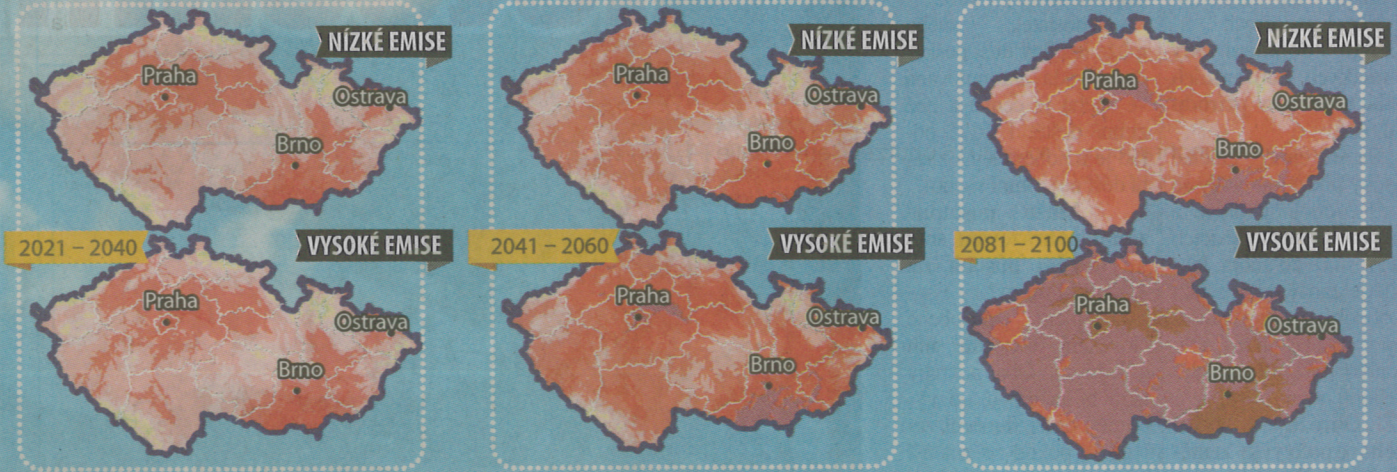 NÍZKÉ EMISE
Praha
Ostrava
Brno
2021 – 2040
VYSOKÉ EMISE
Praha
Ostrava
Brno
NÍZKÉ EMISE
Praha
Ostrava
Brno
2041 – 2060
VYSOKÉ EMISE
Praha
Ostrava
Brno
NÍZKÉ EMISE
Praha
Ostrava
Brno
2081 – 2100
VYSOKÉ EMISE
Praha
Ostrava
Brno